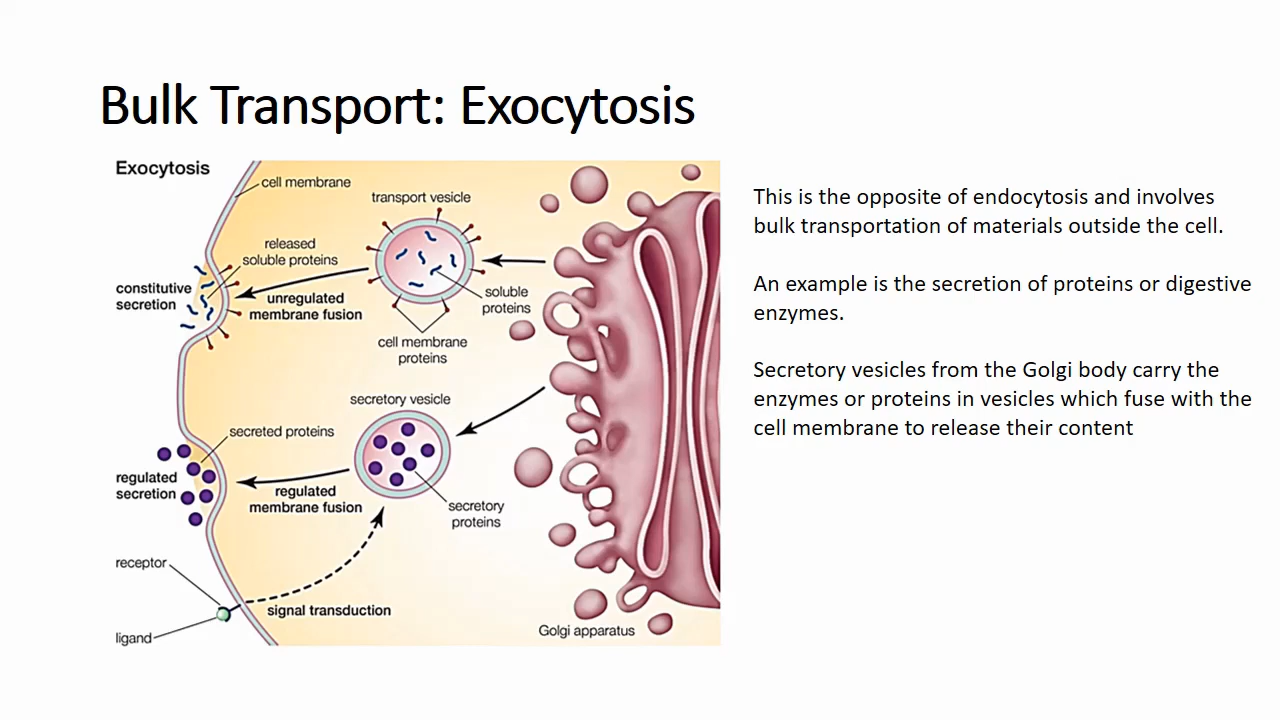 Bulk Transport: Exocytosis
Exocytosis
cell membrane
transport vesicle
released
soluble proteins
constitutive
secretion
unregulated
membrane fusion
soluble
proteins
cell membrane
proteins
secretory vesicle
secreted proteins
regulated
secretion
regulated
membrane fusion
secretory
proteins
receptor
signal transduction
ligand
Golgi apparatus
This is the opposite of endocytosis and involves
bulk transportation of materials outside the cell.
An example is the secretion of proteins or digestive
enzymes.
Secretory vesicles from the Golgi body carry the
enzymes or proteins in vesicles which fuse with the
cell membrane to release their content